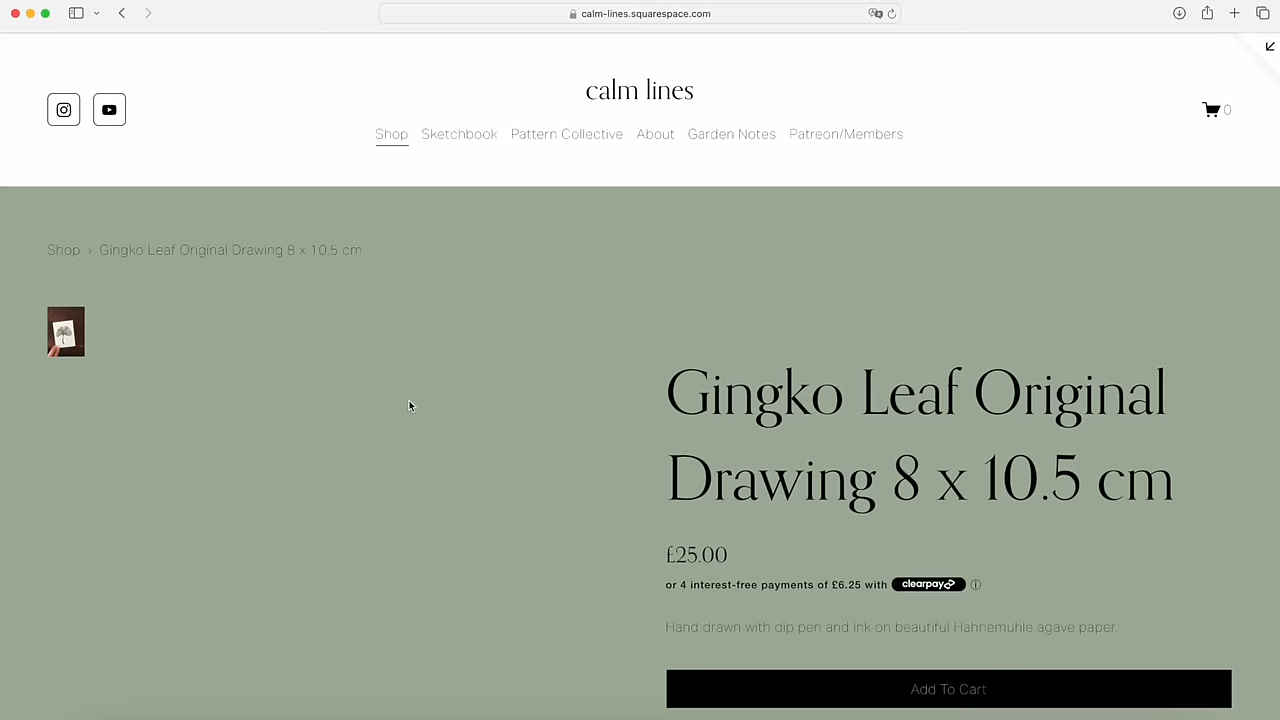 calm-lines.squarespace.com
calm lines
Shop Sketchbook Pattern Collective About Garden Notes Patreon/Members
0
Shop › Gingko Leaf Original Drawing 8 x 10.5 cm
Gingko Leaf Original
Drawing 8 x 10.5 cm
£25.00
or 4 interest-free payments of £6.25 with clearpay ⓘ
Hand drawn with dip pen and ink on beautiful Hahnemuhle agave paper.
Add To Cart